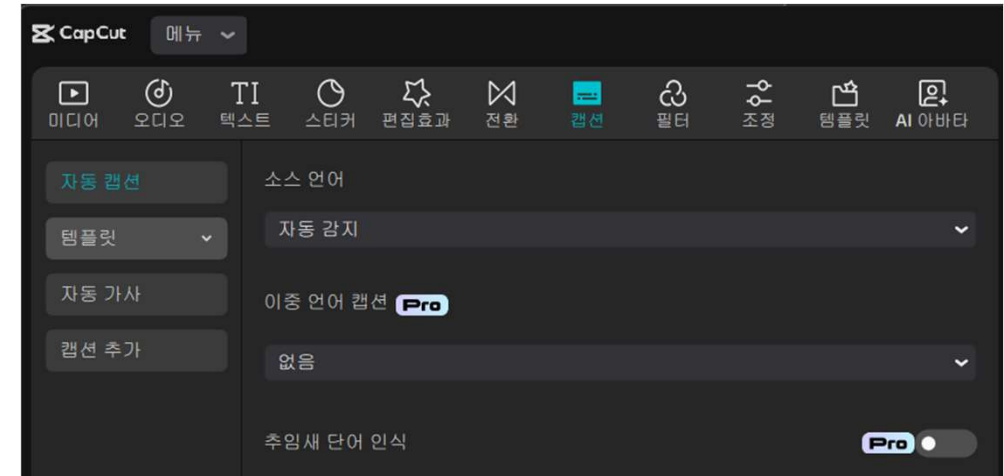 CapCut 메뉴
미디어 오디오 텍스트 스티커 편집효과 전환 캡션 필터 조정 템플릿 AI 아바타
자동 캡션
템플릿
자동 가사
캡션 추가
소스 언어
자동 감지
이중 언어 캡션 Pro
없음
추임새 단어 인식 Pro